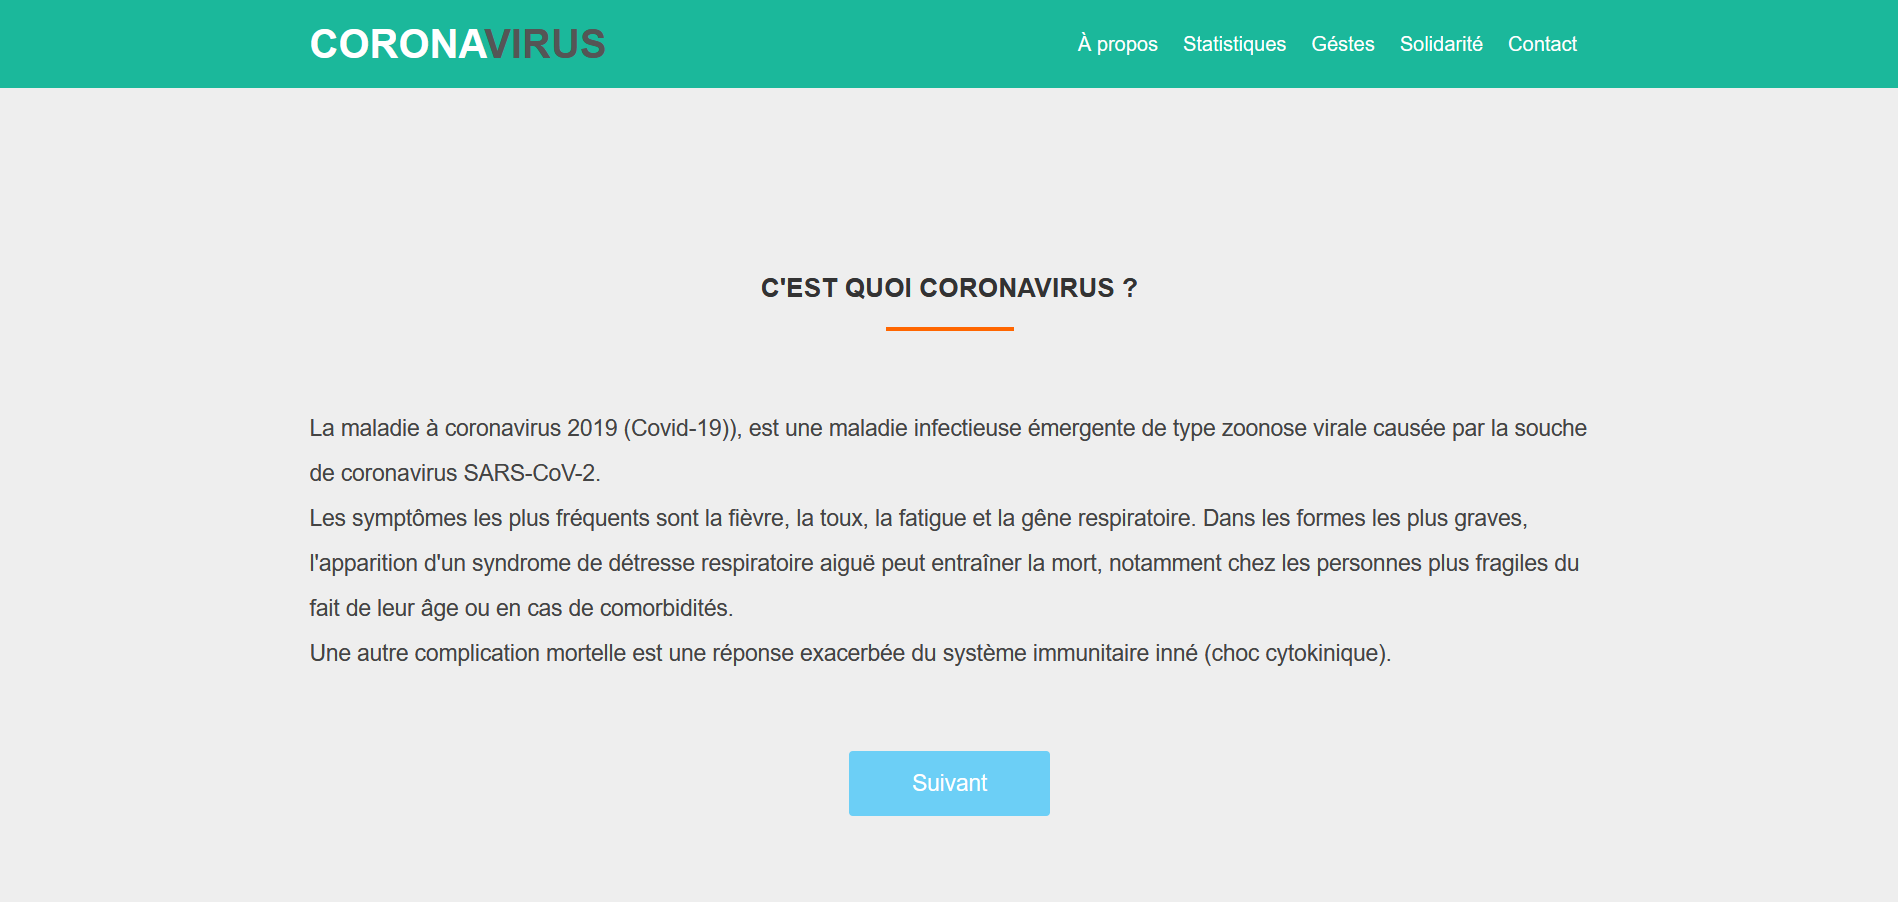 CORONAVIRUS
À propos Statistiques Géstes Solidarité Contact
C'EST QUOI CORONAVIRUS ?
La maladie à coronavirus 2019 (Covid-19)), est une maladie infectieuse émergente de type zoonose virale causée par la souche
de coronavirus SARS-CoV-2.
Les symptômes les plus fréquents sont la fièvre, la toux, la fatigue et la gêne respiratoire. Dans les formes les plus graves,
l'apparition d'un syndrome de détresse respiratoire aiguë peut entraîner la mort, notamment chez les personnes plus fragiles du
fait de leur âge ou en cas de comorbidités.
Une autre complication mortelle est une réponse exacerbée du système immunitaire inné (choc cytokinique).
Suivant